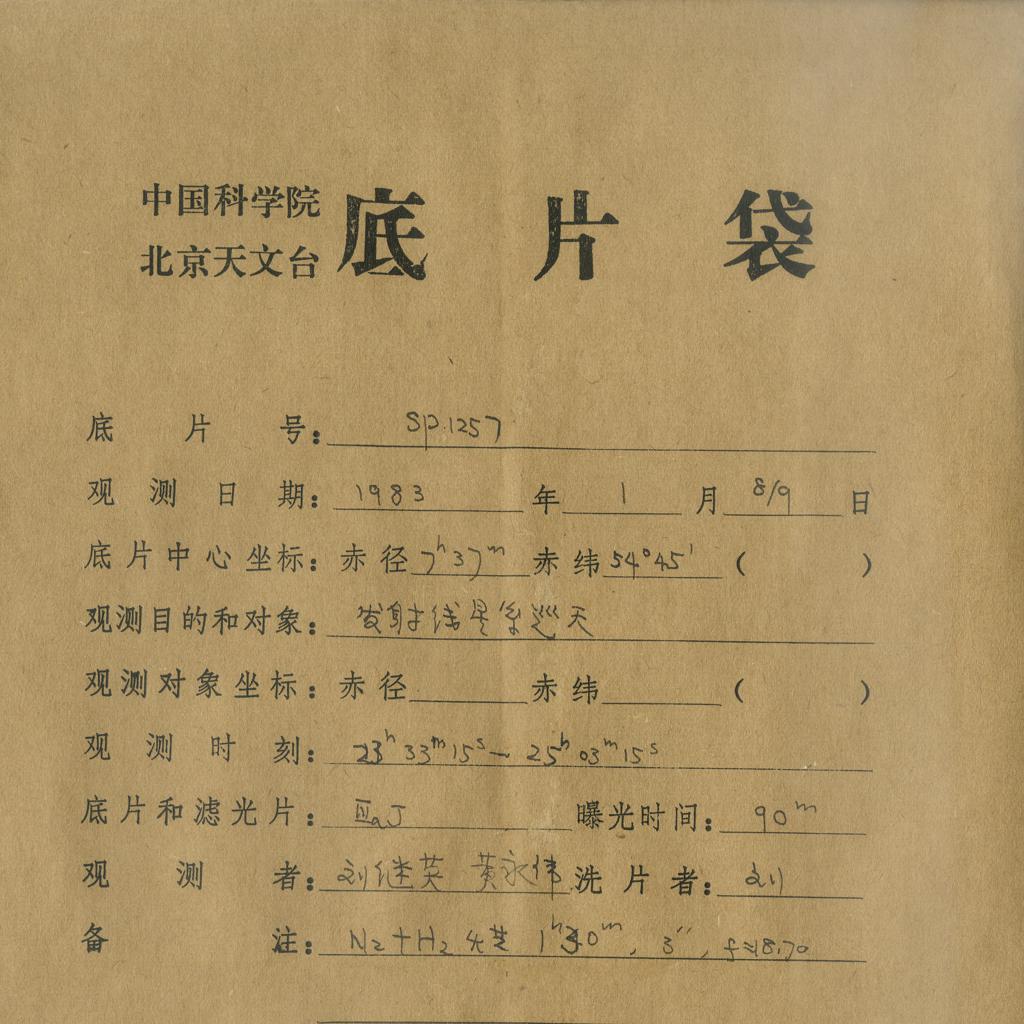 中国科学院
北京天文台
底片袋
底片号: Sp.1257
观测日期: 1983 年 1 月 8/9 日
底片中心坐标: 赤径 7ʰ37ᵐ 赤纬 54°45′ ( )
观测目的和对象: 发射线星系巡天
观测对象坐标: 赤径 赤纬 ( )
观测时刻: 23ʰ33ᵐ15ˢ — 25ʰ03ᵐ15ˢ
底片和滤光片: ⅢaJ 曝光时间: 90ᵐ
观测者: 刘继英 黄永伟 洗片者: 刘
备注: N₂+H₂ 1ʰ30ᵐ, 3″, f≈18.70